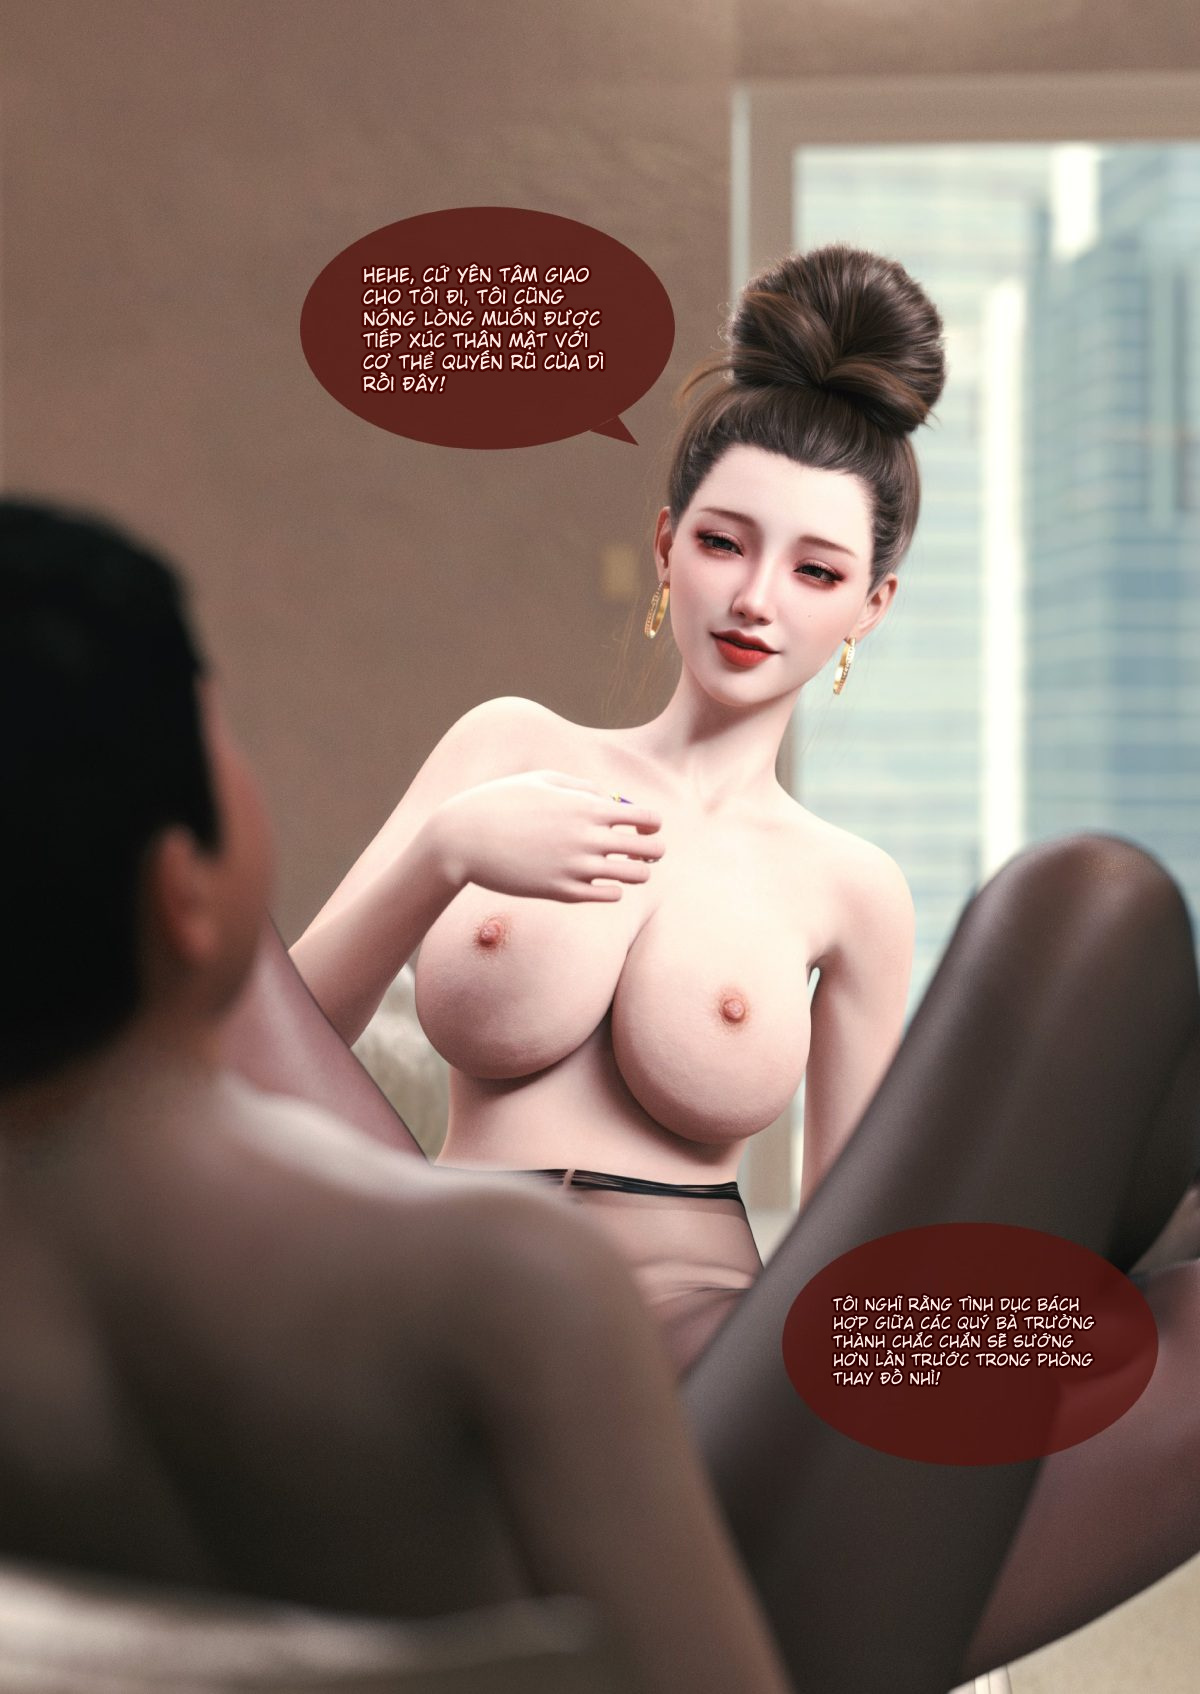 HEHE, CỨ YÊN TÂM GIAO
CHO TÔI ĐI, TÔI CŨNG
NÓNG LÒNG MUỐN ĐƯỢC
TIẾP XÚC THÂN MẬT VỚI
CƠ THỂ QUYẾN RŨ CỦA DÌ
RỒI ĐÂY!
TÔI NGHĨ RẰNG TÌNH DỤC BÁCH
HỢP GIỮA CÁC QUÝ BÀ TRƯỞNG
THÀNH CHẮC CHẮN SẼ SƯỚNG
HƠN LẦN TRƯỚC TRONG PHÒNG
THAY ĐỒ NHỈ!